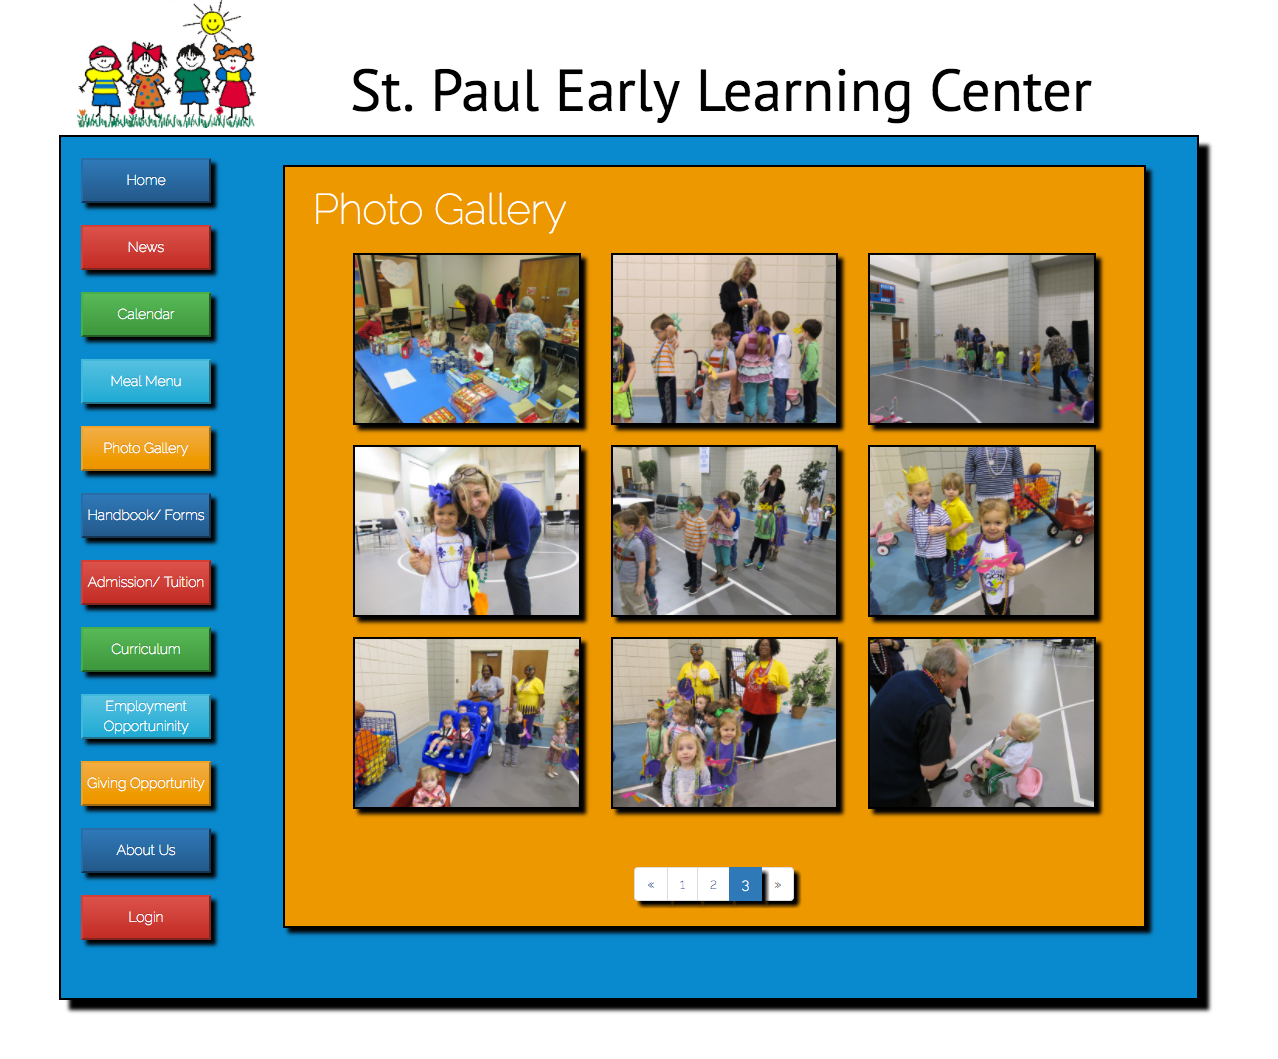 St. Paul Early Learning Center
Home
News
Calendar
Meal Menu
Photo Gallery
Handbook/ Forms
Admission/ Tuition
Curriculum
Employment
Opportuninity
Giving Opportunity
About Us
Login
Photo Gallery
« 1 2 3 »